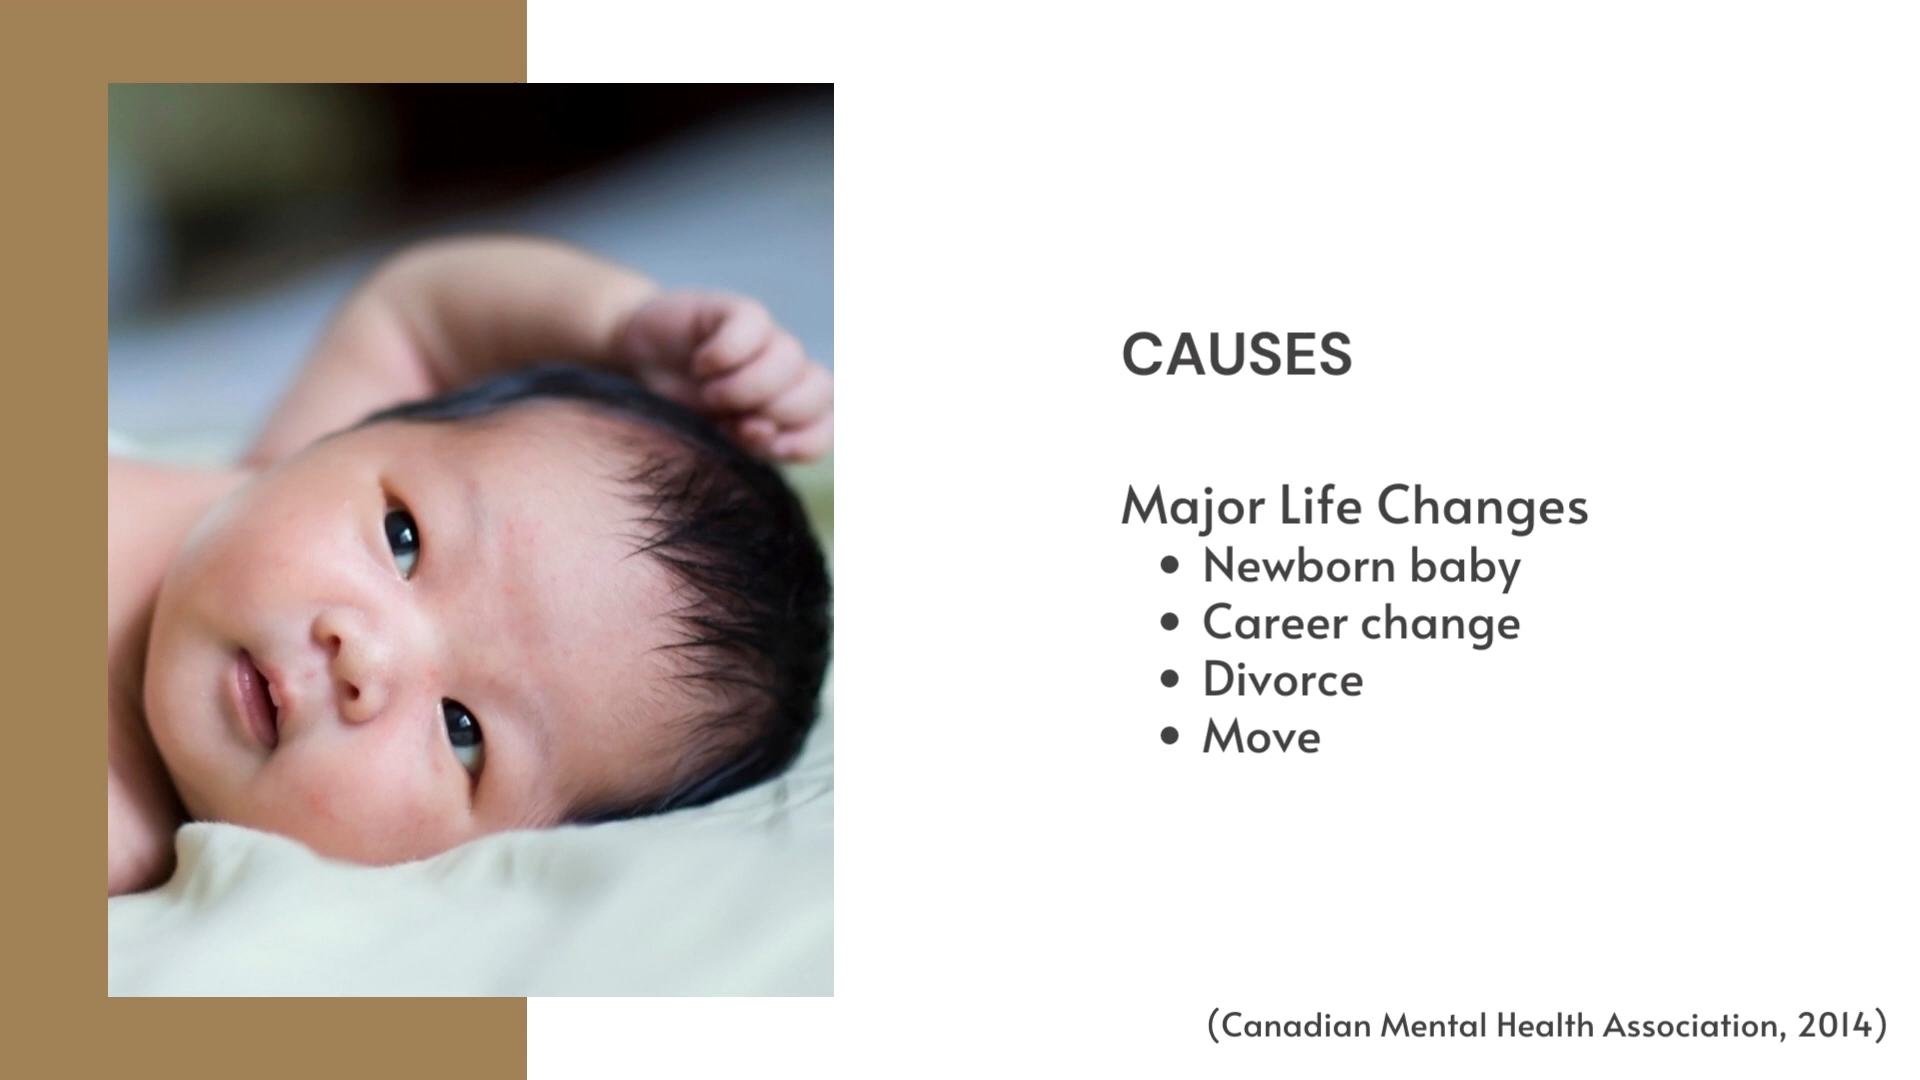 CAUSES
Major Life Changes
• Newborn baby
• Career change
• Divorce
• Move
(Canadian Mental Health Association, 2014)